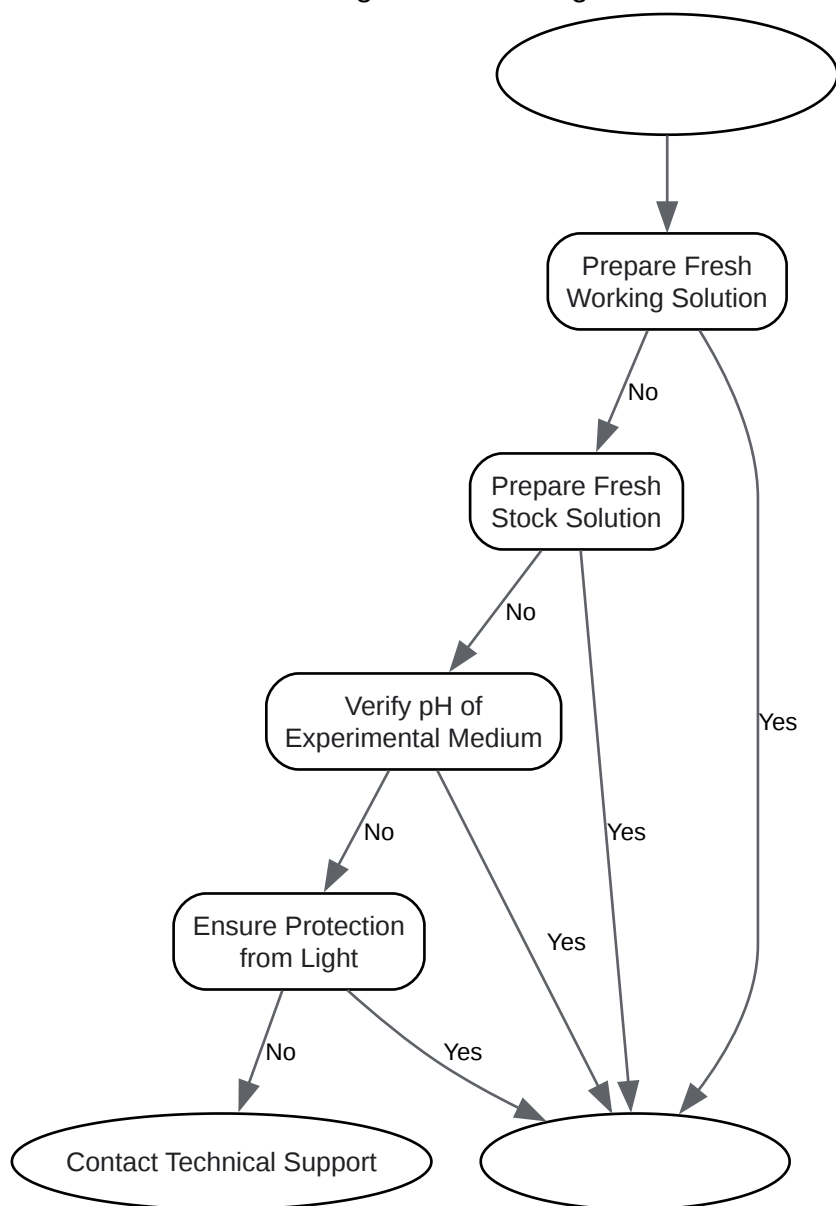 Prepare Fresh
Working Solution
No
Prepare Fresh
Stock Solution
No
Verify pH of
Experimental Medium
Yes
No
Yes
Ensure Protection
from Light
Yes
No
Yes
Contact Technical Support